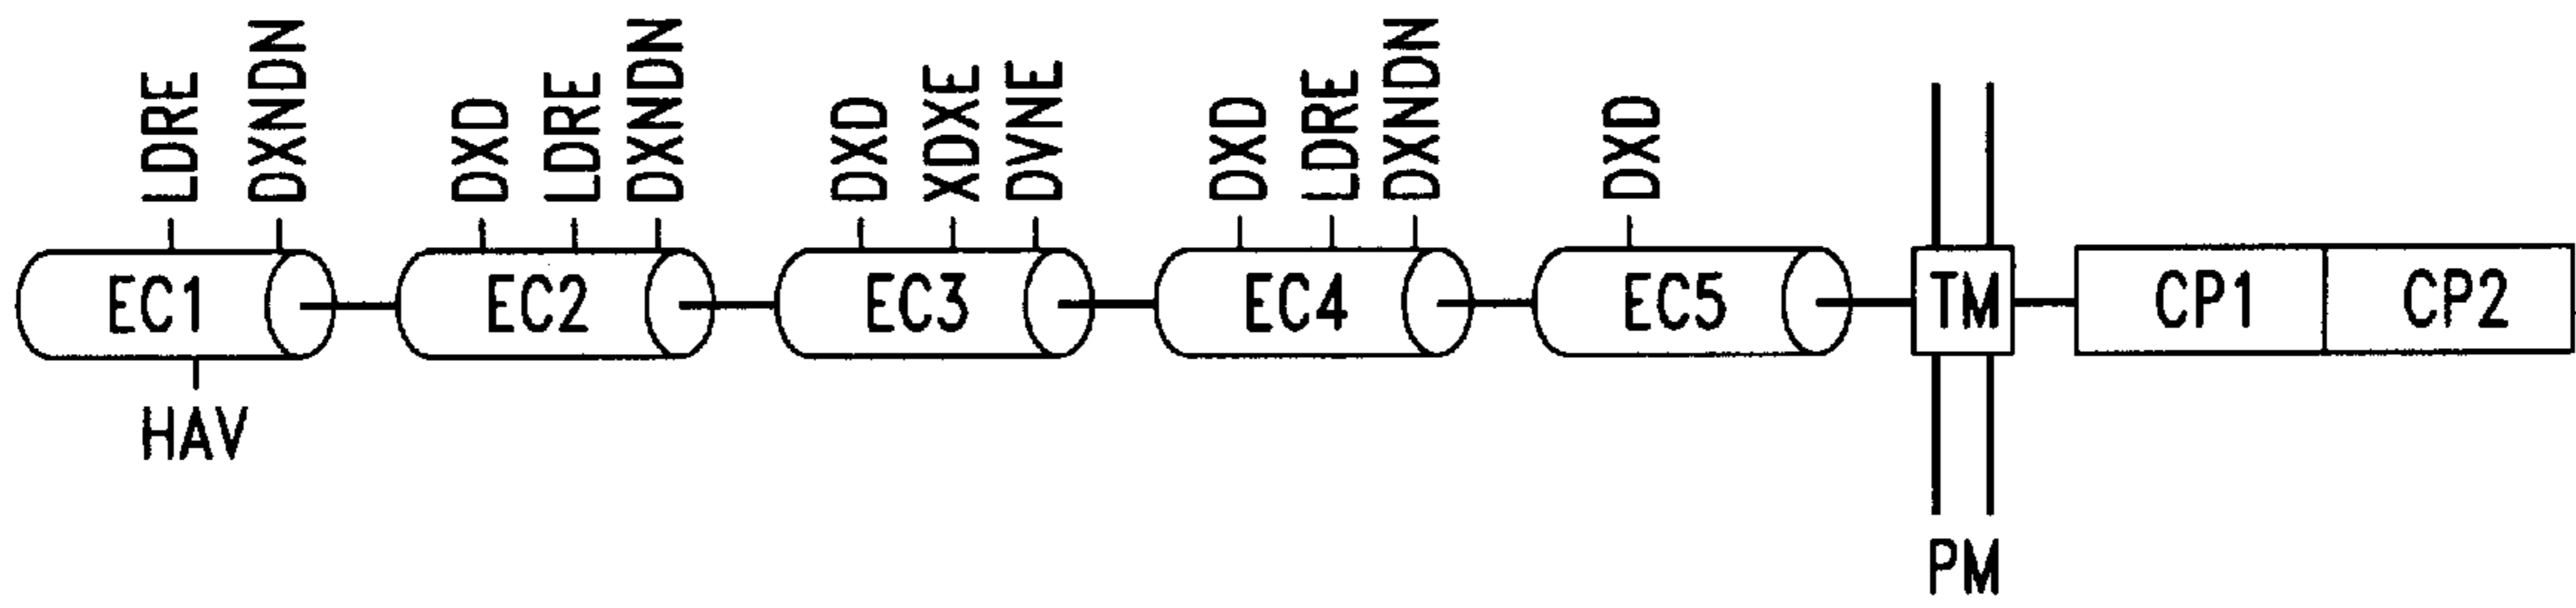 LDRE DXNDN DXD LDRE DXNDN DXD XDXE DVNE DXD LDRE DXNDN DXD
EC1 EC2 EC3 EC4 EC5 TM CP1 CP2
HAV
PM